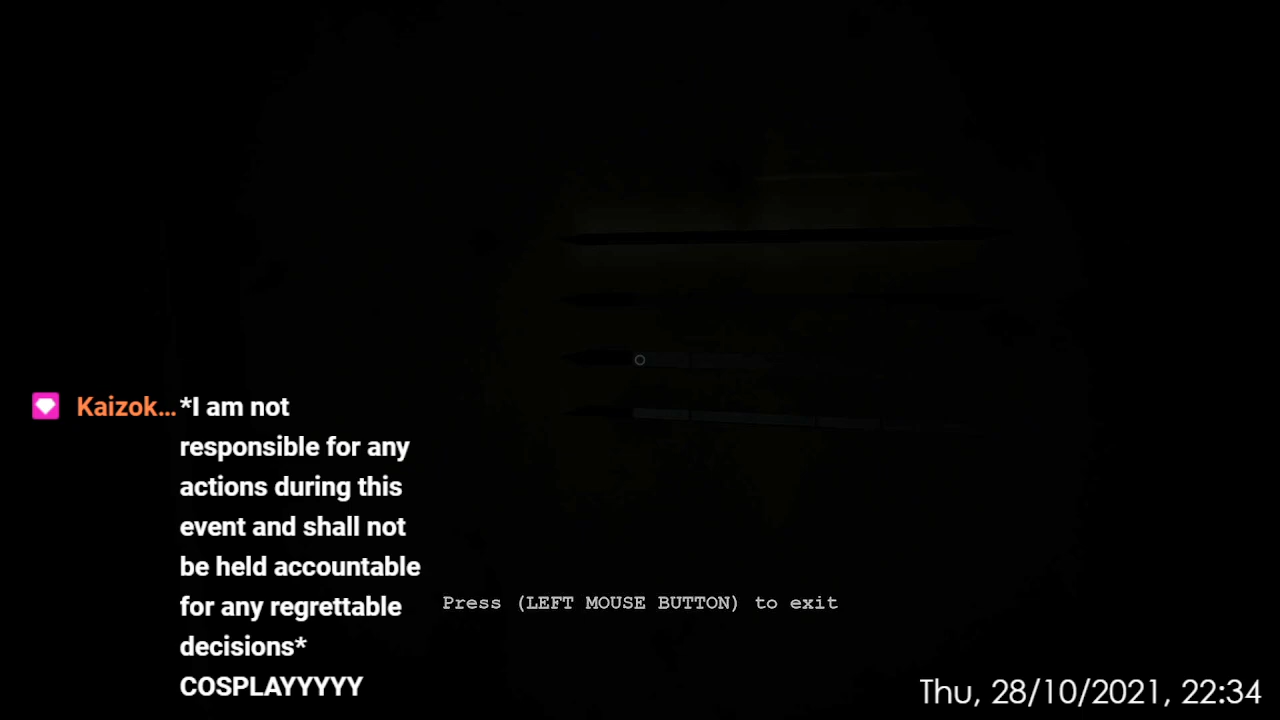 Kaizok... *I am not
responsible for any
actions during this
event and shall not
be held accountable
for any regrettable
decisions*
COSPLAYYYYY
Press (LEFT MOUSE BUTTON) to exit
Thu, 28/10/2021, 22:34